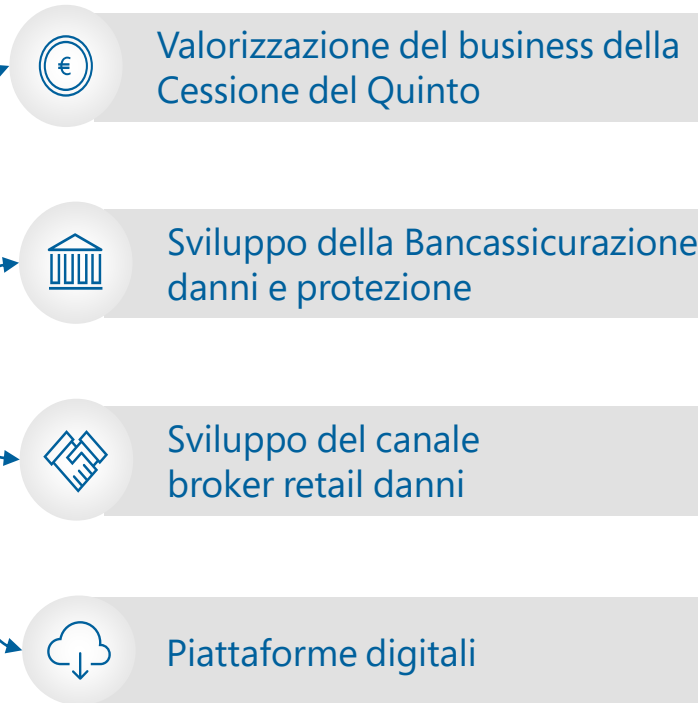 €
Valorizzazione del business della
Cessione del Quinto
Sviluppo della Bancassicurazione
danni e protezione
Sviluppo del canale
broker retail danni
Piattaforme digitali